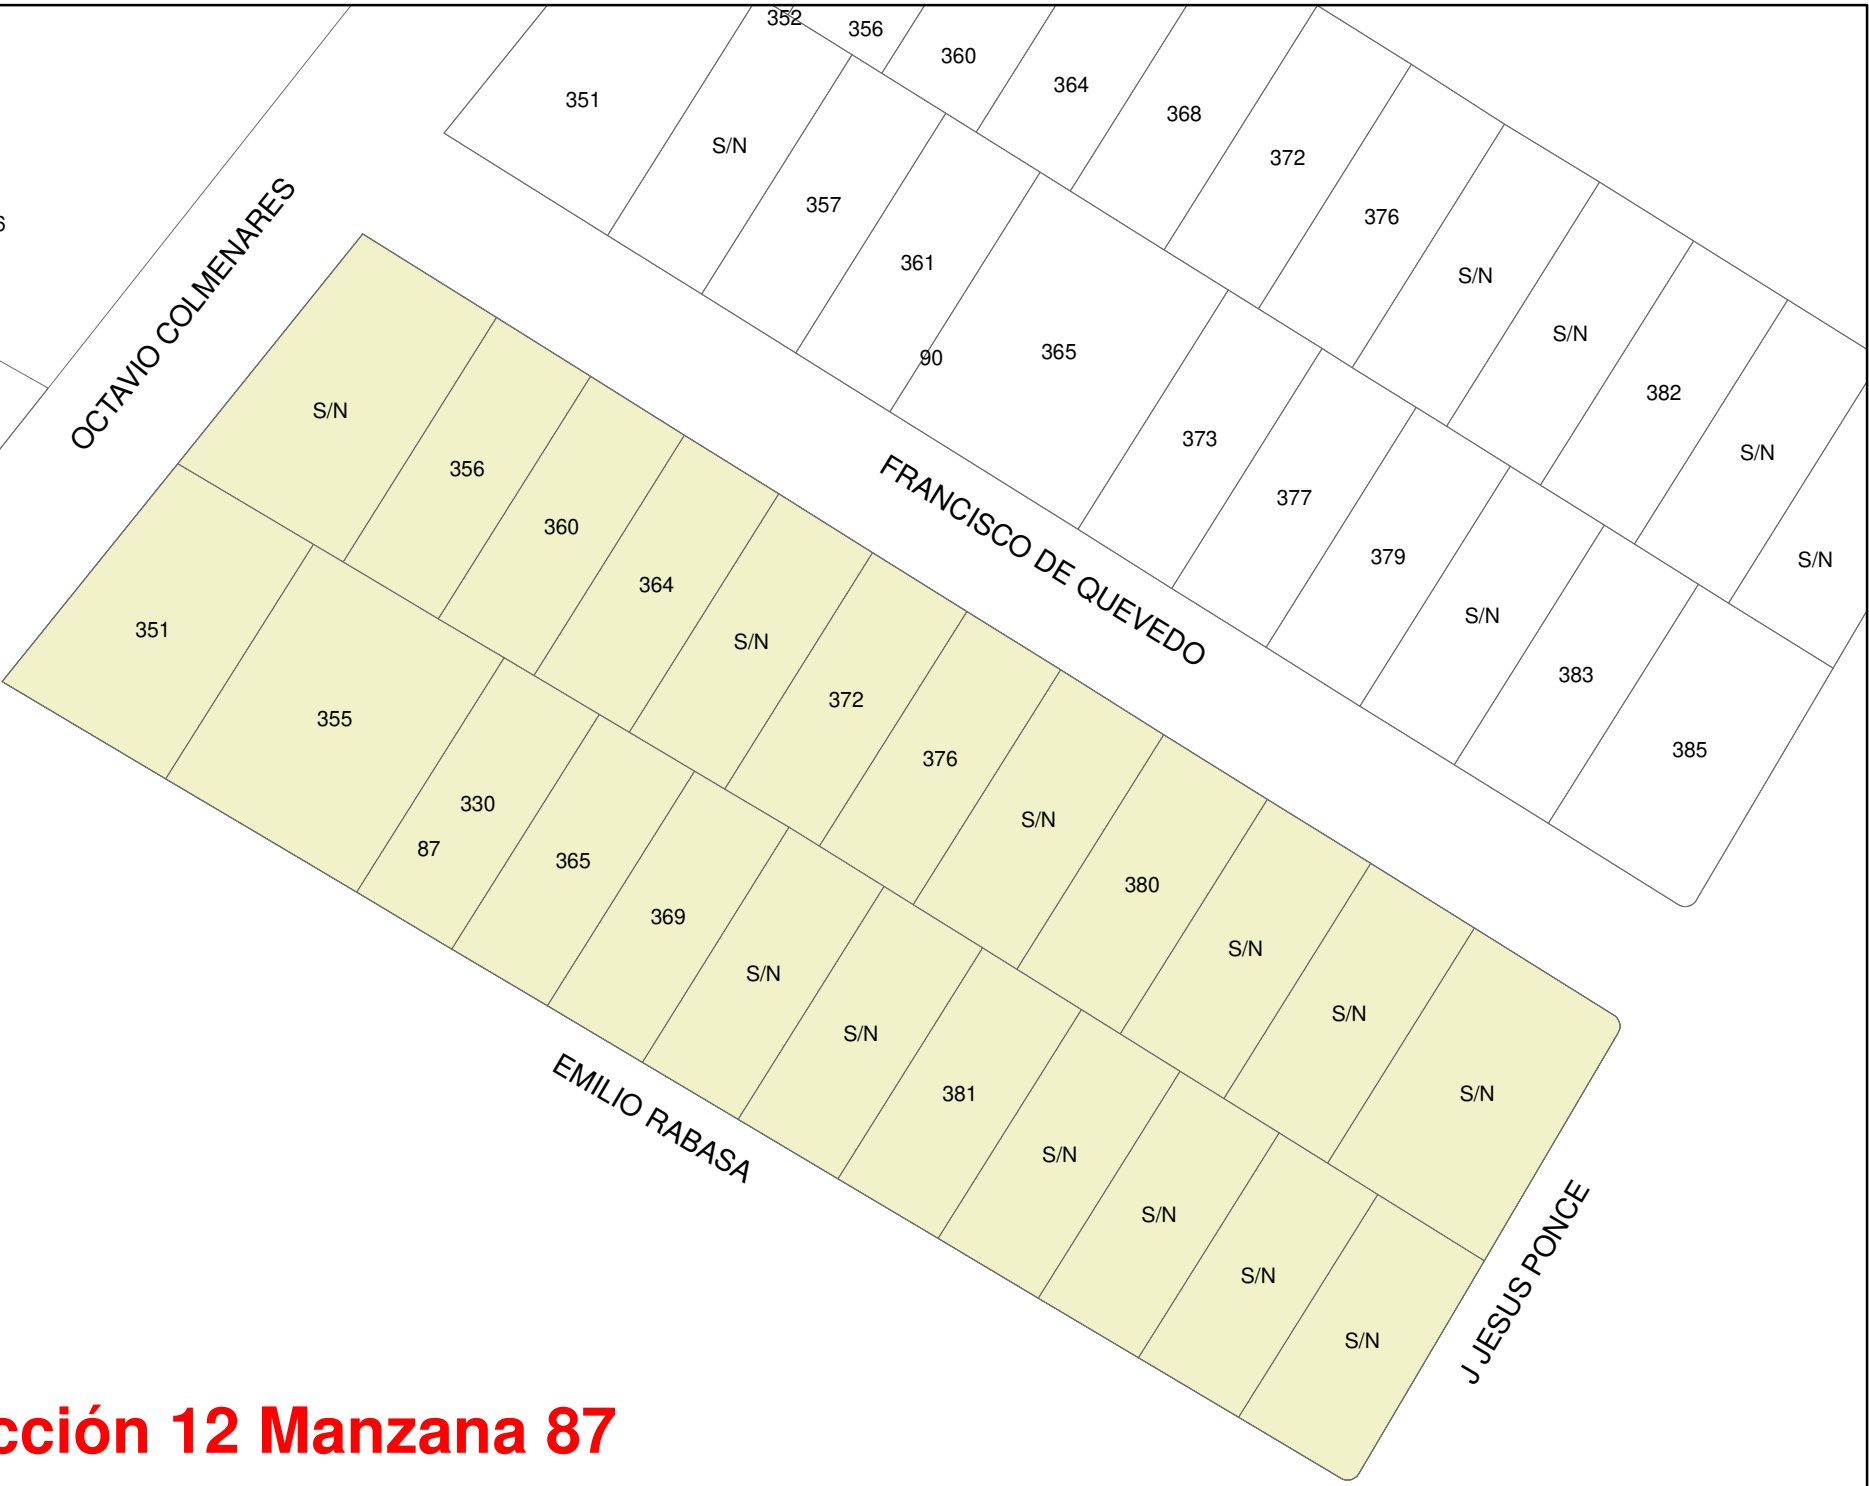 352
356
360
364
368
351
S/N
357
361
90
365
372
376
S/N
S/N
382
S/N
S/N
373
377
379
S/N
383
385
OCTAVIO COLMENARES
FRANCISCO DE QUEVEDO
S/N
356
360
364
S/N
372
376
S/N
380
S/N
S/N
S/N
351
355
330
87
365
369
S/N
S/N
381
S/N
S/N
S/N
S/N
EMILIO RABASA
J JESUS PONCE
cción 12 Manzana 87